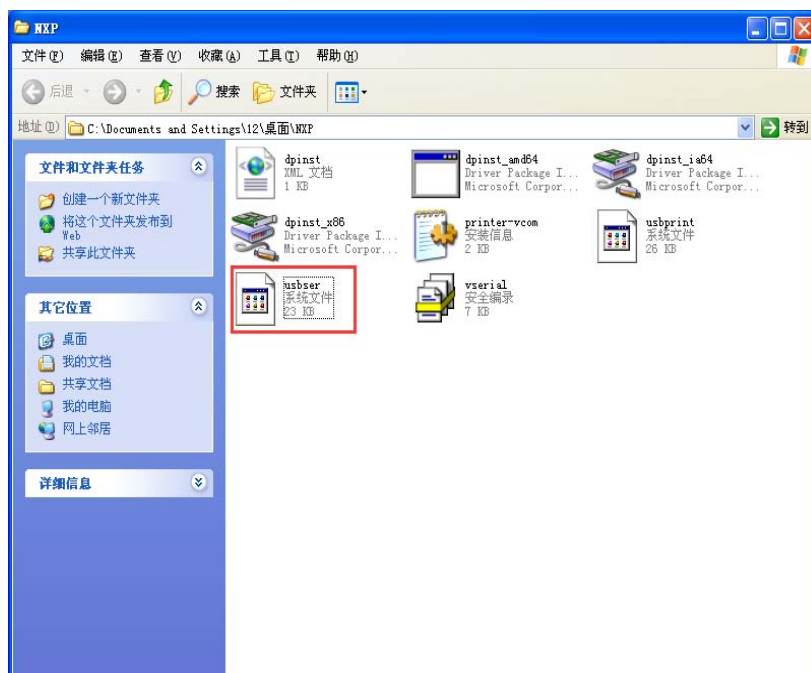 NXP
文件(F) 编辑(E) 查看(V) 收藏(A) 工具(T) 帮助(H)
后退 搜索 文件夹
地址(D) C:\Documents and Settings\12\桌面\NXP 转到
文件和文件夹任务
创建一个新文件夹
将这个文件夹发布到
Web
共享此文件夹
其它位置
桌面
我的文档
共享文档
我的电脑
网上邻居
详细信息
dpinst
XML 文档
1 KB
dpinst_amd64
Driver Package I...
Microsoft Corpor...
dpinst_ia64
Driver Package I...
Microsoft Corpor...
dpinst_x86
Driver Package I...
Microsoft Corpor...
printer-vcom
安装信息
2 KB
usbprint
系统文件
26 KB
usbser
系统文件
23 KB
vserial
安全编录
7 KB